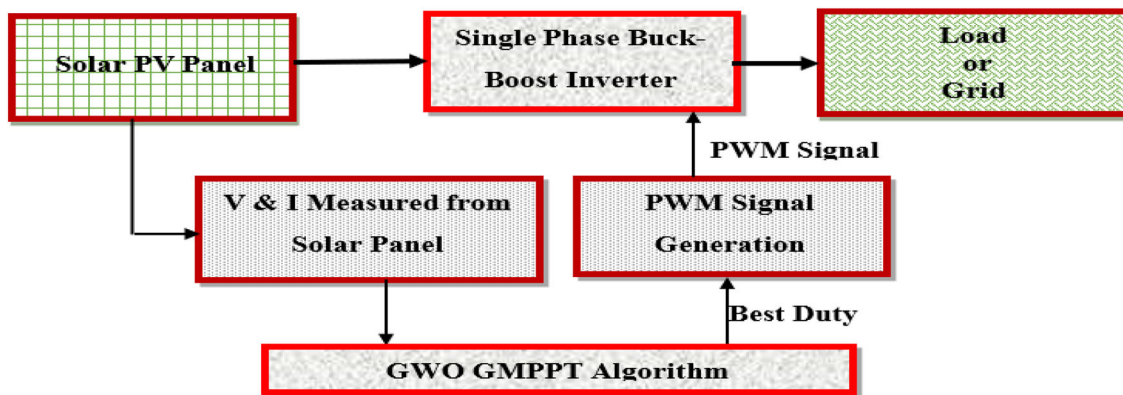 Solar PV Panel
Single Phase Buck-
Boost Inverter
Load
or
Grid
PWM Signal
V & I Measured from
Solar Panel
PWM Signal
Generation
Best Duty
GWO GMPPT Algorithm